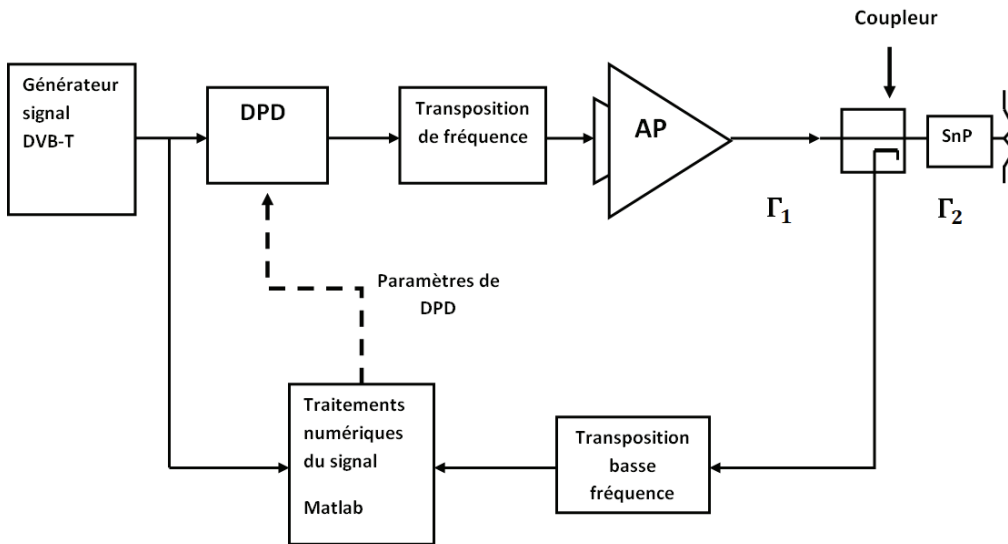 Coupleur
Générateur
signal
DVB-T
DPD
Transposition
de fréquence
AP
SnP
Γ₁
Γ₂
Paramètres de
DPD
Traitements
numériques
du signal
Matlab
Transposition
basse
fréquence